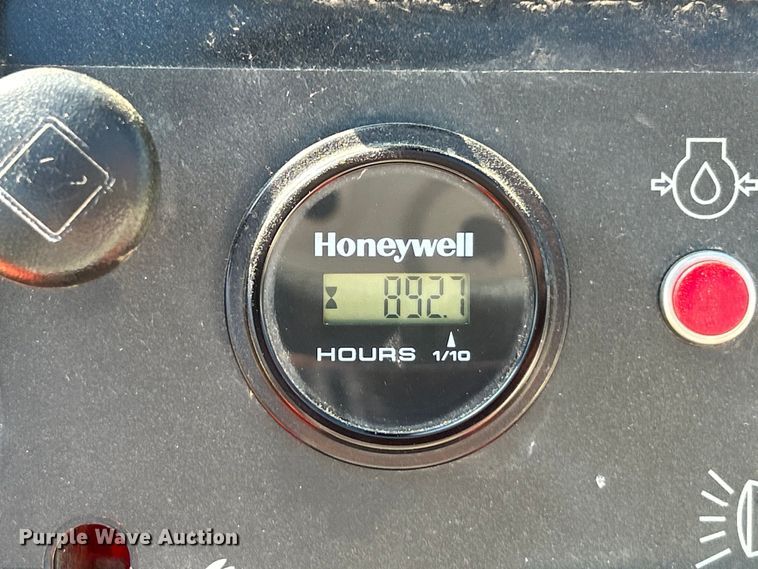 Honeywell
892.7
HOURS 1/10
Purple Wave Auction